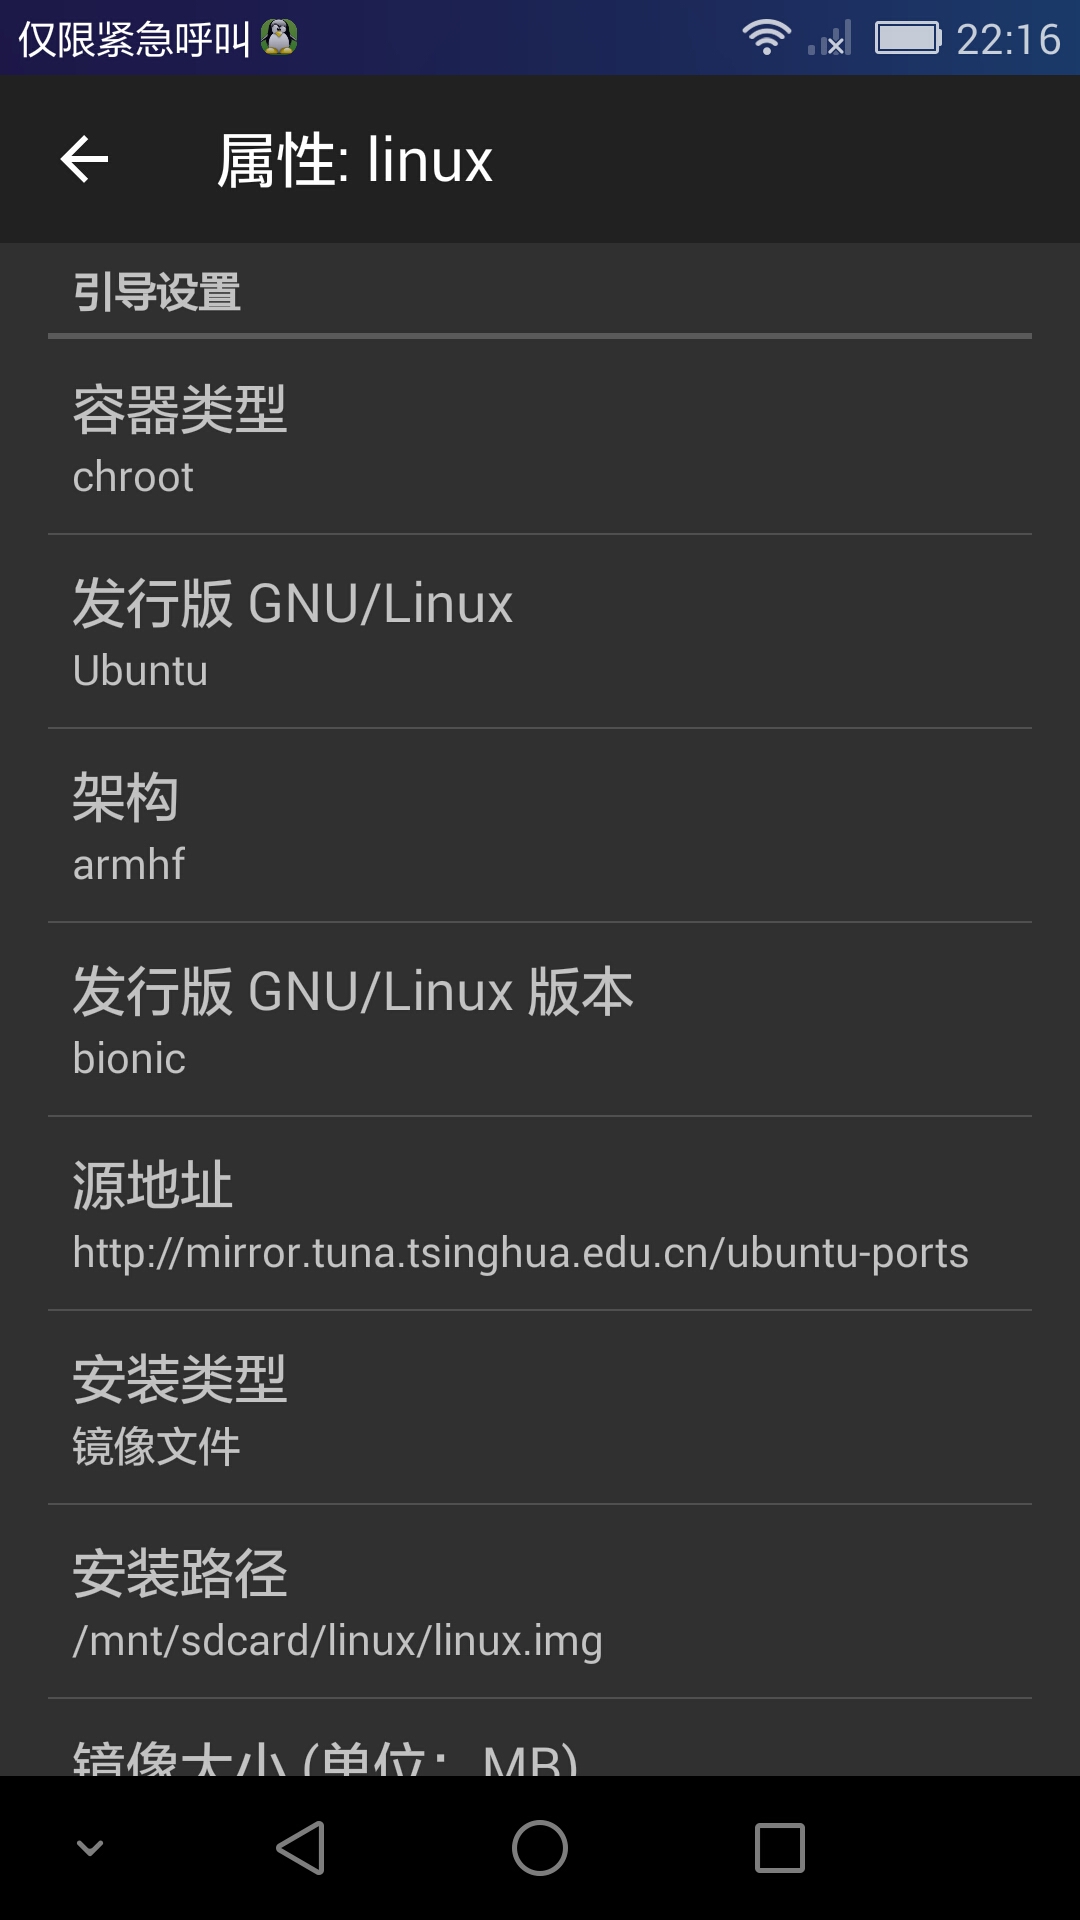 仅限紧急呼叫 22:16
属性: linux
引导设置
容器类型
chroot
发行版 GNU/Linux
Ubuntu
架构
armhf
发行版 GNU/Linux 版本
bionic
源地址
http://mirror.tuna.tsinghua.edu.cn/ubuntu-ports
安装类型
镜像文件
安装路径
/mnt/sdcard/linux/linux.img
镜像大小 (单位：MB)